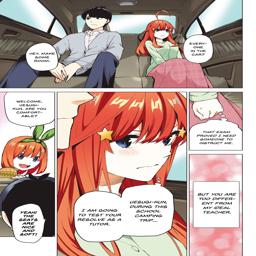 HEY, MAKE
SOME
ROOM.
EVERY-
ONE IN
THE CAR?
WELCOME,
UESUGI-
KUN. ARE YOU
COMFORT-
ABLE?
YEAH!
THE SEATS
ARE
NICE
AND
SOFT!
I AM
GOING TO
TEST YOUR
RESOLVE AS A
TUTOR.
UESUGI-KUN,
DURING THIS
SCHOOL
CAMPING
TRIP...
THAT EXAM
PROVED I NEED
SOMEONE TO
INSTRUCT ME.
BUT YOU ARE
TOO DIFFER-
ENT FROM
MY IDEAL
TEACHER.